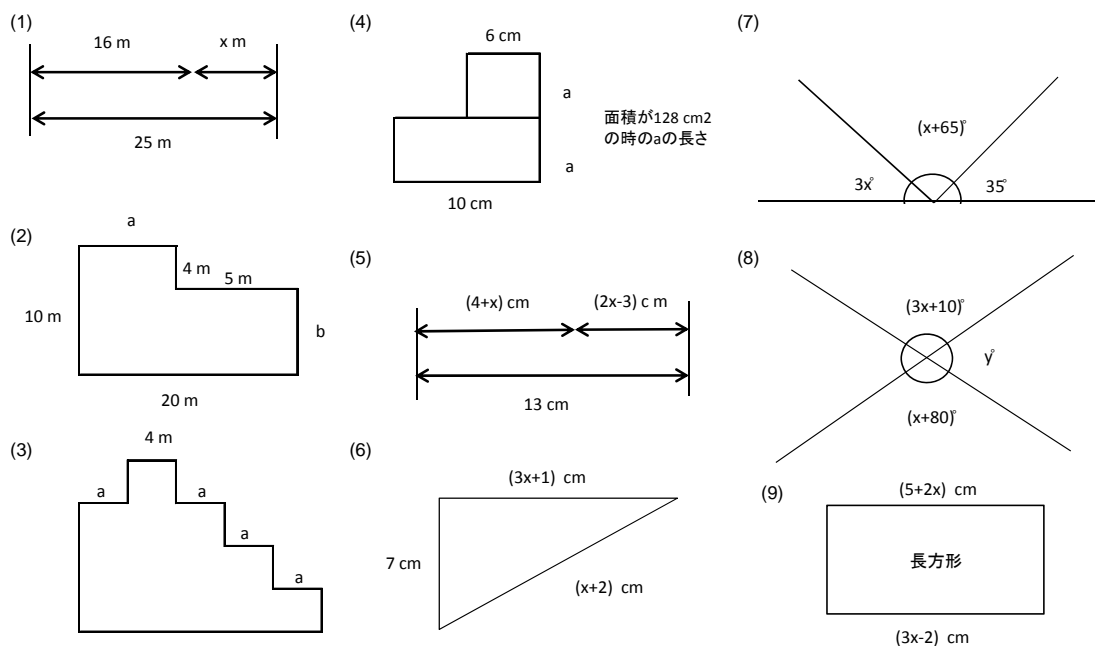 (1)
16 m
x m
25 m
(2)
a
4 m
5 m
10 m
b
20 m
(3)
4 m
a
a
a
a
(4)
6 cm
a
面積が128 cm2
の時のaの長さ
a
10 cm
(5)
(4+x) cm
(2x-3) c m
13 cm
(6)
(3x+1) cm
7 cm
(x+2) cm
(7)
(x+65)°
3x°
35°
(8)
(3x+10)°
y°
(x+80)°
(9)
(5+2x) cm
長方形
(3x-2) cm